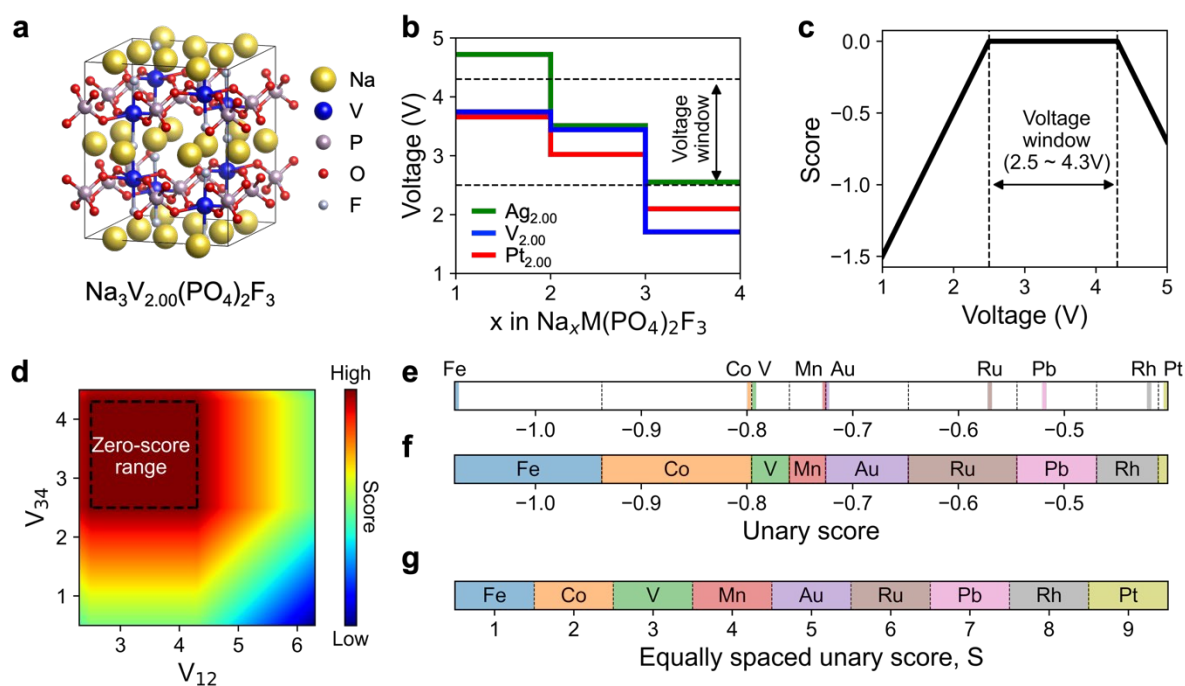 a
Na
V
P
O
F
Na₃V₂.₀₀(PO₄)₂F₃
b
5
4
3
2
1
Voltage (V)
Voltage
window
Ag₂.₀₀
V₂.₀₀
Pt₂.₀₀
1 2 3 4
x in NaₓM(PO₄)₂F₃
c
0.0
−0.5
−1.0
−1.5
Score
Voltage
window
(2.5 ~ 4.3V)
1 2 3 4 5
Voltage (V)
d
4
3
2
1
V₃₄
Zero-score
range
3 4 5 6
V₁₂
High
Score
Low
e
Fe Co V Mn Au Ru Pb Rh Pt
−1.0 −0.9 −0.8 −0.7 −0.6 −0.5
f
Fe Co V Mn Au Ru Pb Rh
−1.0 −0.9 −0.8 −0.7 −0.6 −0.5
Unary score
g
Fe Co V Mn Au Ru Pb Rh Pt
1 2 3 4 5 6 7 8 9
Equally spaced unary score, S